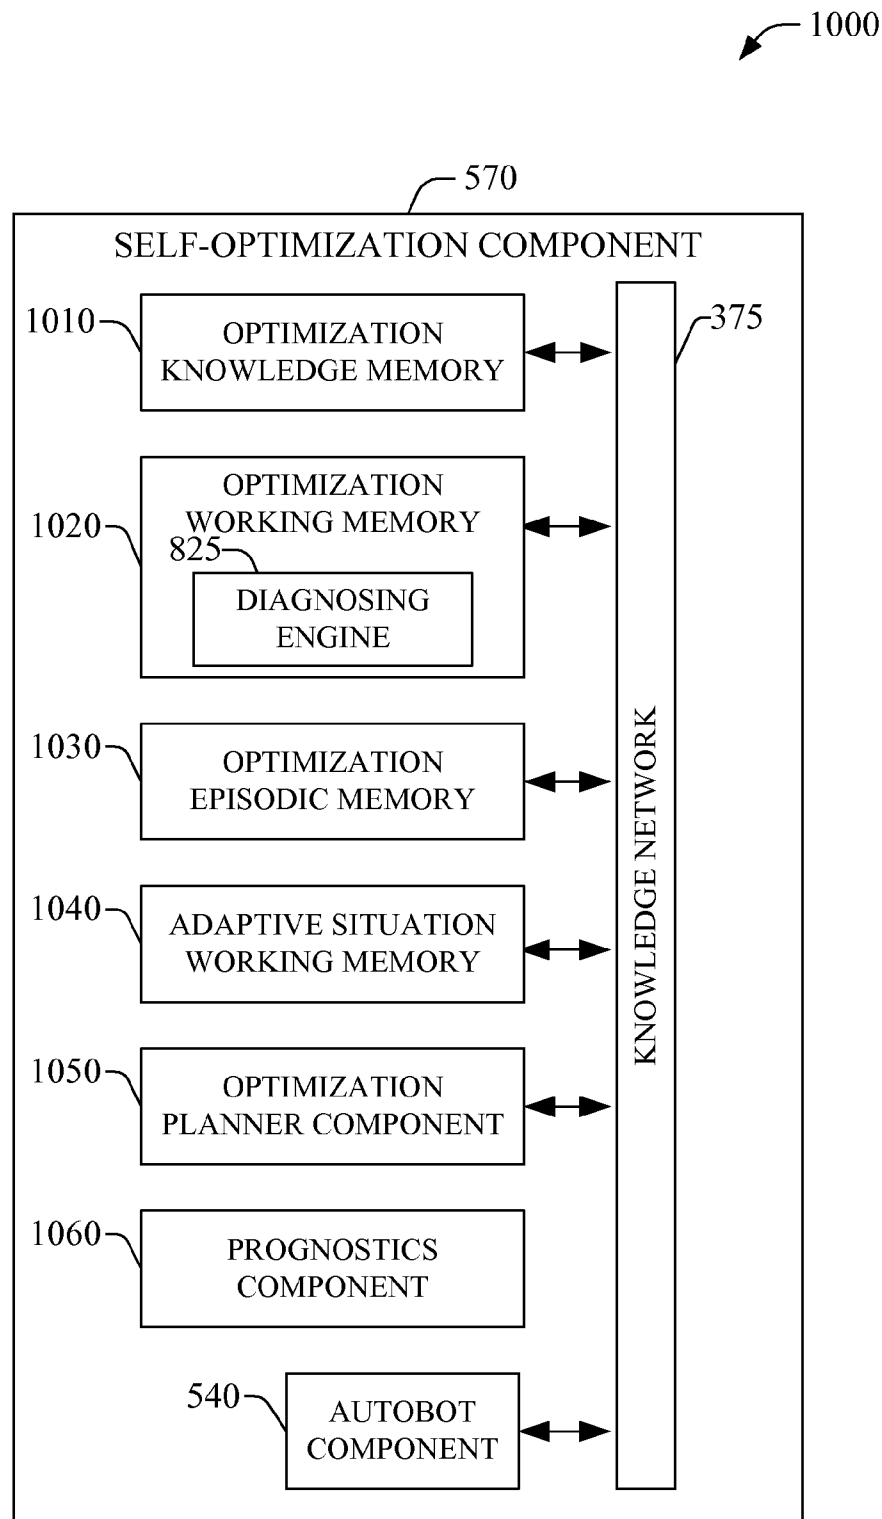 1000
570
SELF-OPTIMIZATION COMPONENT
1010
OPTIMIZATION
KNOWLEDGE MEMORY
375
1020
OPTIMIZATION
WORKING MEMORY
825
DIAGNOSING
ENGINE
1030
OPTIMIZATION
EPISODIC MEMORY
KNOWLEDGE NETWORK
1040
ADAPTIVE SITUATION
WORKING MEMORY
1050
OPTIMIZATION
PLANNER COMPONENT
1060
PROGNOSTICS
COMPONENT
540
AUTOBOT
COMPONENT